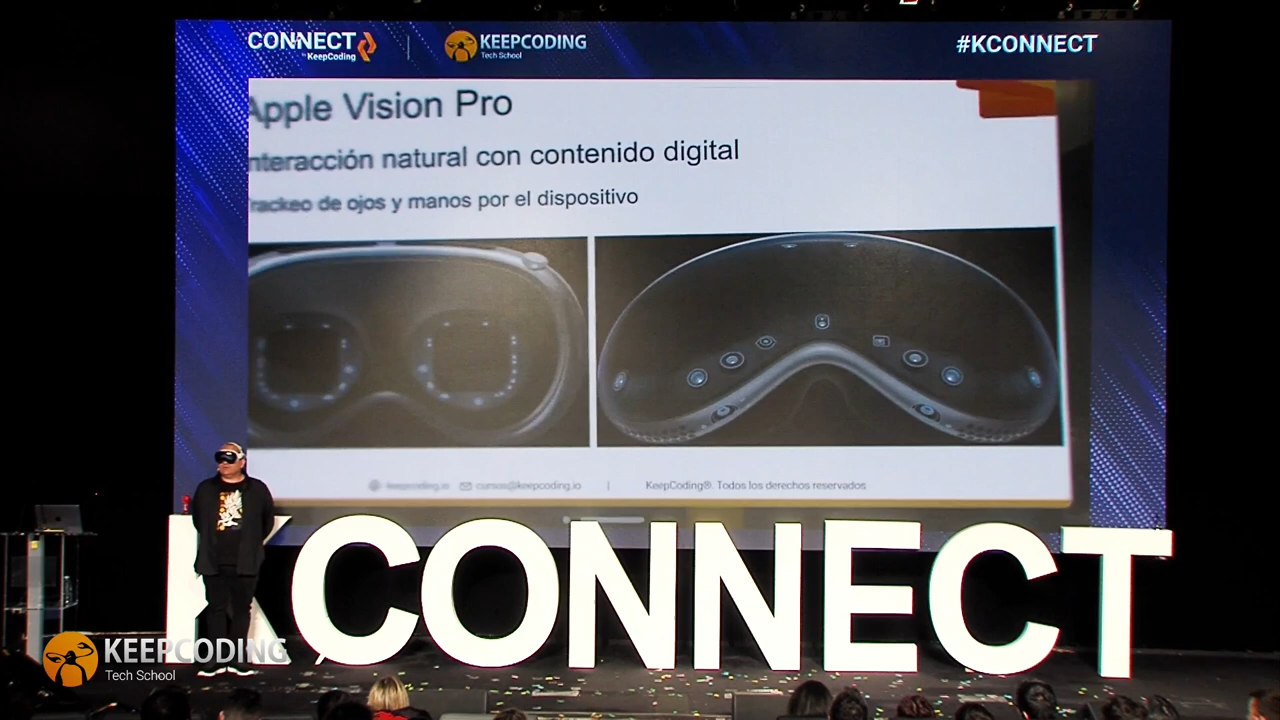 CONNECT
by KeepCoding
KEEPCODING
Tech School
#KCONNECT
Apple Vision Pro
nteracción natural con contenido digital
rackeo de ojos y manos por el dispositivo
keepcoding.io
cursos@keepcoding.io
|
KeepCoding®. Todos los derechos reservados
KCONNECT
KEEPCODING
Tech School